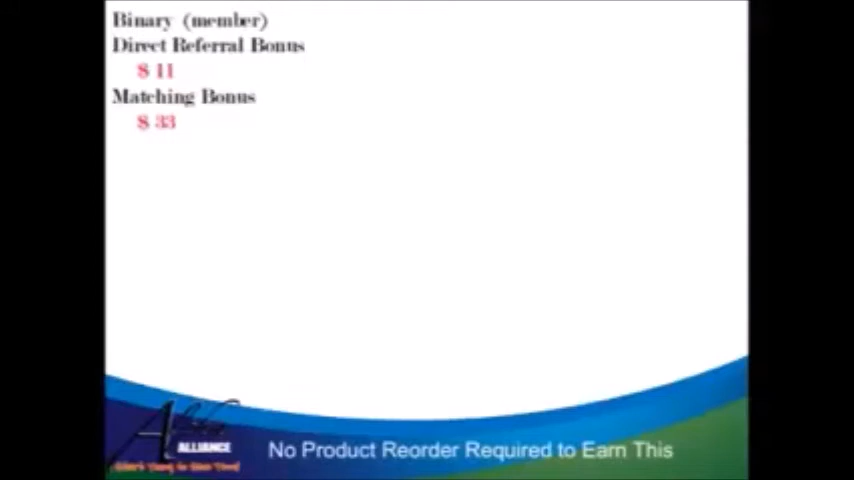 Binary (member)
Direct Referral Bonus
$ 11
Matching Bonus
$ 33
ALLIANCE
No Product Reorder Required to Earn This